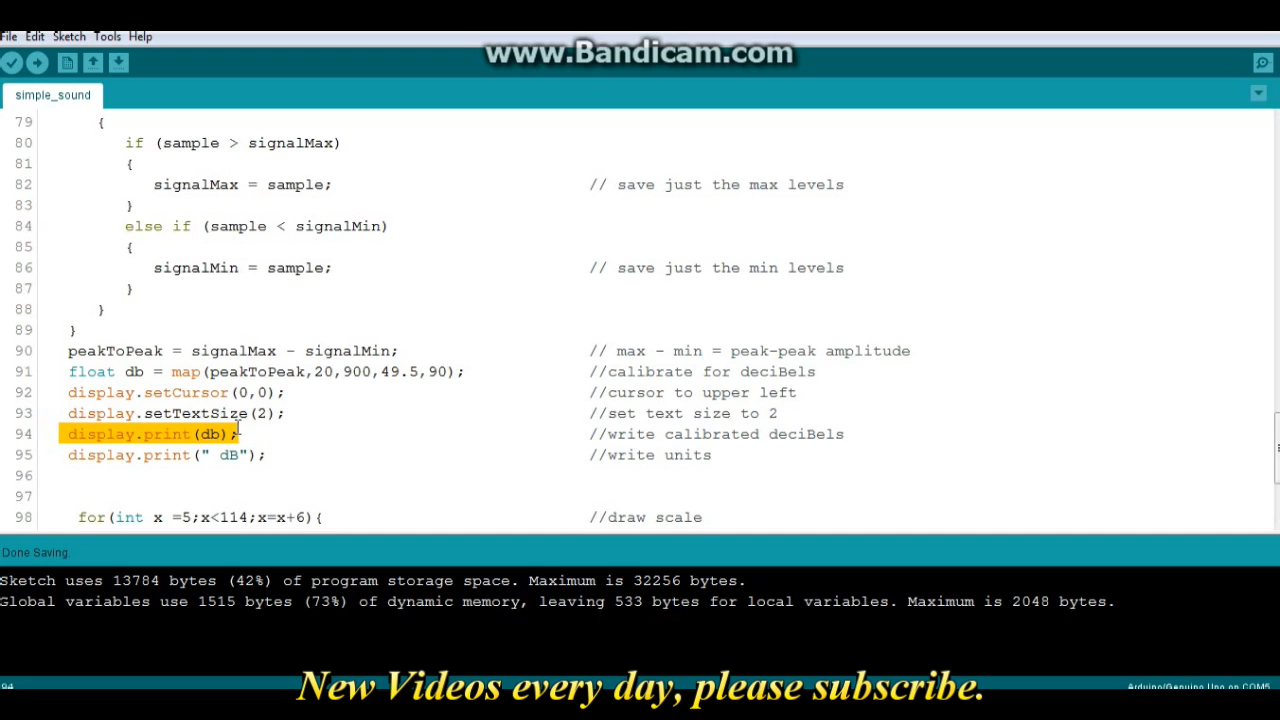 File Edit Sketch Tools Help
www.Bandicam.com
simple_sound
79 {
80 if (sample > signalMax)
81 {
82 signalMax = sample; // save just the max levels
83 }
84 else if (sample < signalMin)
85 {
86 signalMin = sample; // save just the min levels
87 }
88 }
89 }
90 peakToPeak = signalMax - signalMin; // max - min = peak-peak amplitude
91 float db = map(peakToPeak,20,900,49.5,90); //calibrate for deciBels
92 display.setCursor(0,0); //cursor to upper left
93 display.setTextSize(2); //set text size to 2
94 display.print(db); //write calibrated deciBels
95 display.print(" dB"); //write units
96
97
98 for(int x =5;x<114;x=x+6){ //draw scale
Done Saving.
Sketch uses 13784 bytes (42%) of program storage space. Maximum is 32256 bytes.
Global variables use 1515 bytes (73%) of dynamic memory, leaving 533 bytes for local variables. Maximum is 2048 bytes.
New Videos every day, please subscribe.
94 Arduino/Genuino Uno on COM5